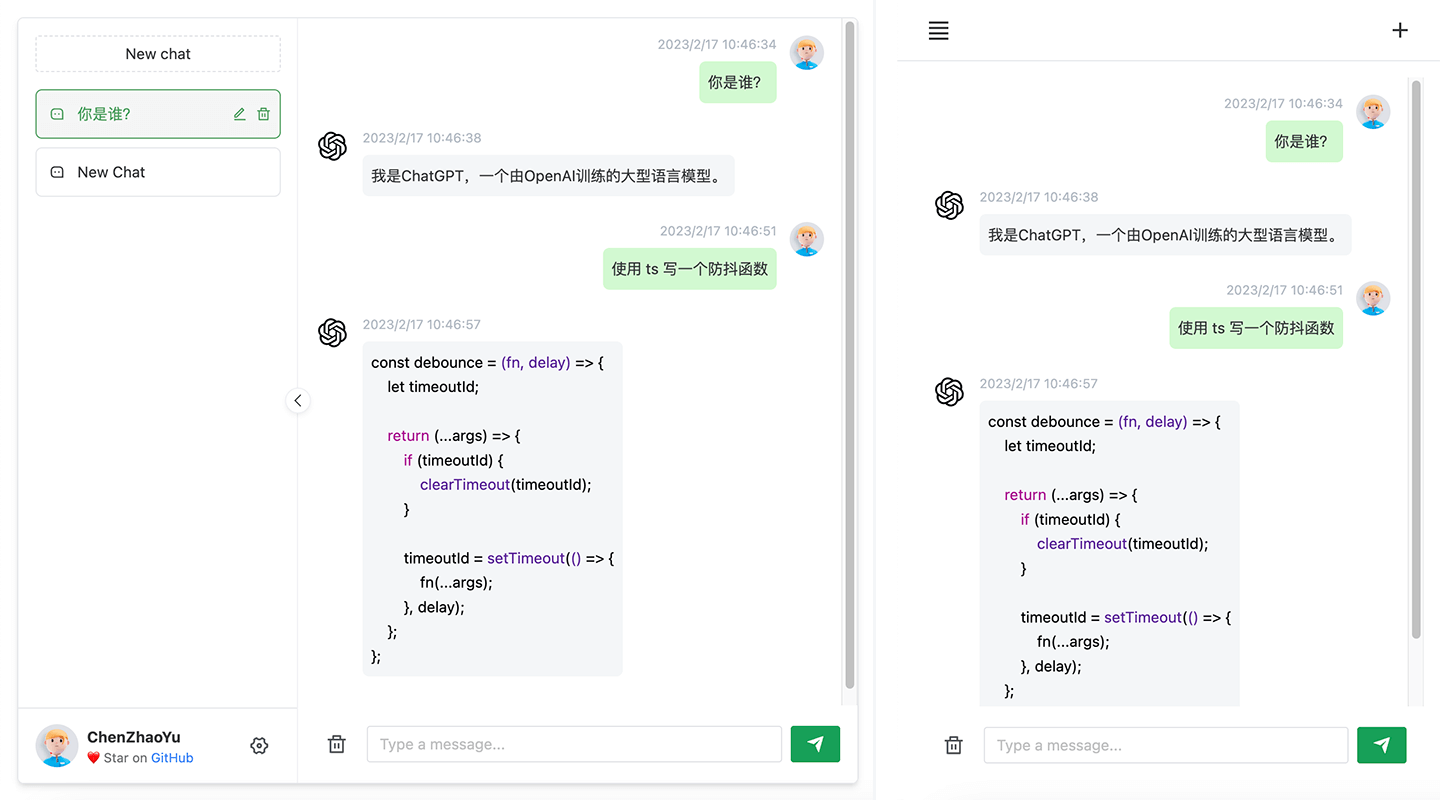 New chat
你是谁?
New Chat
ChenZhaoYu
❤️ Star on GitHub
2023/2/17 10:46:34
你是谁?
2023/2/17 10:46:38
我是ChatGPT，一个由OpenAI训练的大型语言模型。
2023/2/17 10:46:51
使用 ts 写一个防抖函数
2023/2/17 10:46:57
const debounce = (fn, delay) => {
    let timeoutId;
    return (...args) => {
        if (timeoutId) {
            clearTimeout(timeoutId);
        }
        timeoutId = setTimeout(() => {
            fn(...args);
        }, delay);
    };
};
Type a message...
2023/2/17 10:46:34
你是谁?
2023/2/17 10:46:38
我是ChatGPT，一个由OpenAI训练的大型语言模型。
2023/2/17 10:46:51
使用 ts 写一个防抖函数
2023/2/17 10:46:57
const debounce = (fn, delay) => {
    let timeoutId;
    return (...args) => {
        if (timeoutId) {
            clearTimeout(timeoutId);
        }
        timeoutId = setTimeout(() => {
            fn(...args);
        }, delay);
    };
Type a message...